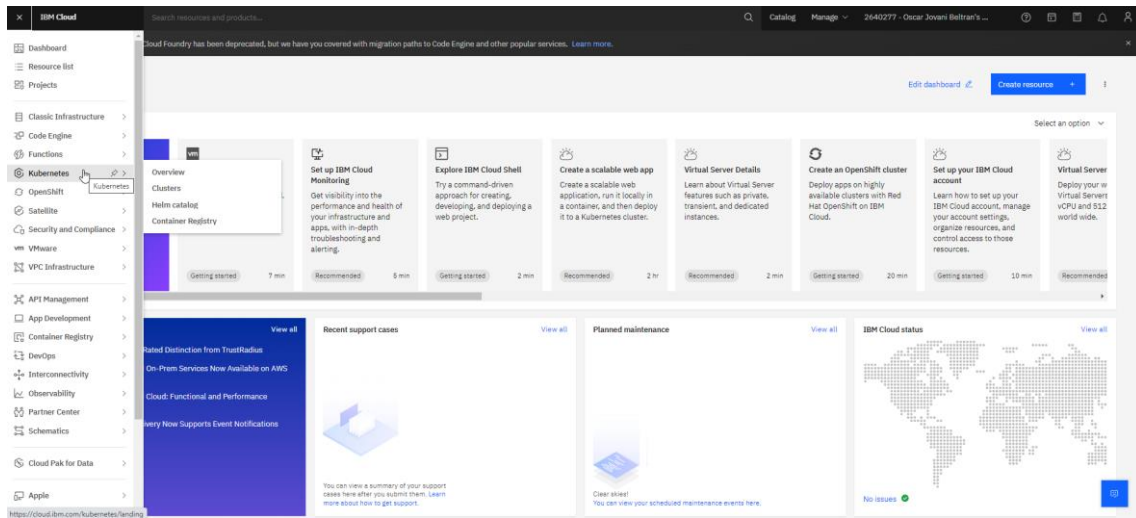 IBM Cloud
Search resources and products...
Catalog
Manage
2640277 - Oscar Jovani Beltran's ...
Cloud Foundry has been deprecated, but we have you covered with migration paths to Code Engine and other popular services. Learn more.
Dashboard
Resource list
Projects
Classic Infrastructure
Code Engine
Functions
Kubernetes
Kubernetes
OpenShift
Satellite
Security and Compliance
vm VMware
VPC Infrastructure
API Management
App Development
Container Registry
DevOps
Interconnectivity
Observability
Partner Center
Schematics
Cloud Pak for Data
Apple
https://cloud.ibm.com/kubernetes/landing
Overview
Clusters
Helm catalog
Container Registry
Edit dashboard
Create resource +
Select an option
vm
Getting started 7 min
Set up IBM Cloud
Monitoring
Get visibility into the
performance and health of
your infrastructure and
apps, with in-depth
troubleshooting and
alerting.
Recommended 5 min
Explore IBM Cloud Shell
Try a command-driven
approach for creating,
developing, and deploying a
web project.
Getting started 2 min
Create a scalable web app
Create a scalable web
application, run it locally in
a container, and then deploy
it to a Kubernetes cluster.
Recommended 2 hr
Virtual Server Details
Learn about Virtual Server
features such as private,
transient, and dedicated
instances.
Recommended 2 min
Create an OpenShift cluster
Deploy apps on highly
available clusters with Red
Hat OpenShift on IBM
Cloud.
Getting started 20 min
Set up your IBM Cloud
account
Learn how to set up your
IBM Cloud account, manage
your account settings,
organize resources, and
control access to those
resources.
Getting started 10 min
Virtual Server
Deploy your w
Virtual Servers
vCPU and 512
world wide.
Recommended
View all
Rated Distinction from TrustRadius
On-Prem Services Now Available on AWS
Cloud: Functional and Performance
ivery Now Supports Event Notifications
Recent support cases
View all
You can view a summary of your support
cases here after you submit them. Learn
more about how to get support.
Planned maintenance
View all
Clear skies!
You can view your scheduled maintenance events here.
IBM Cloud status
View all
No issues